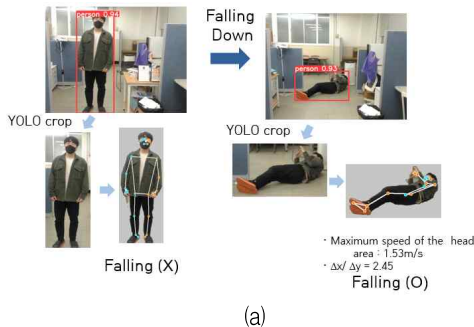 person 0.94
Falling
Down
person 0.93
YOLO crop
YOLO crop
· Maximum speed of the head
area : 1.53m/s
· Δx/ Δy = 2.45
Falling (X)
Falling (O)
(a)